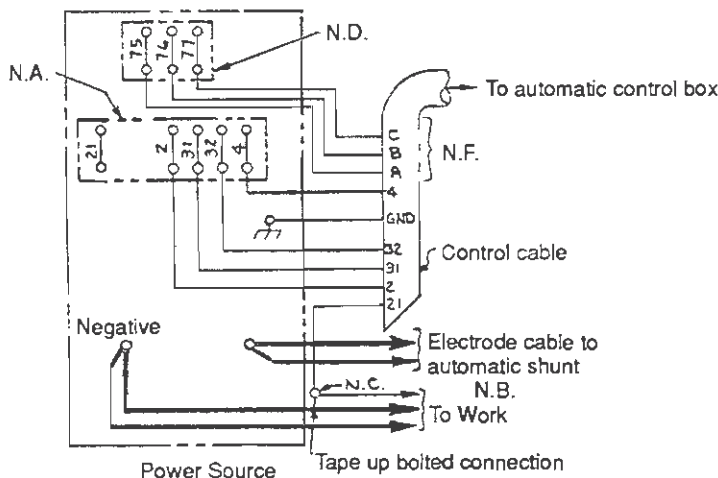 75 76 77
N.D.
N.A.
To automatic control box
C
B
A
N.F.
4
21 2 31 32 4
GND
32
31
2
21
Control cable
Negative
Electrode cable to
automatic shunt
N.C.
N.B.
To Work
Power Source
Tape up bolted connection